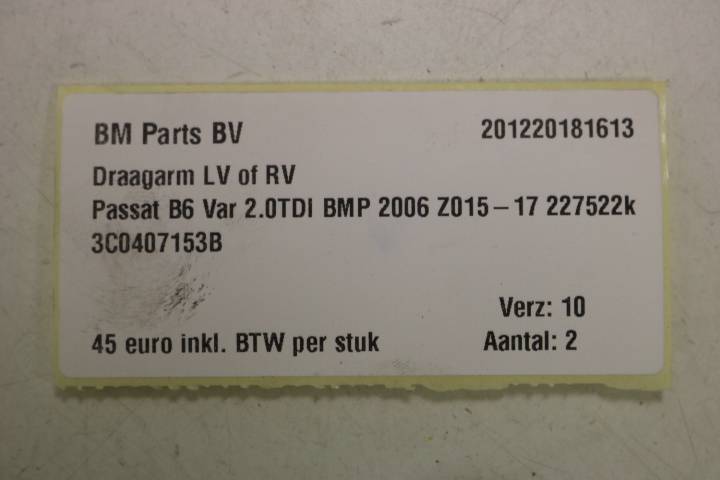 BM Parts BV 201220181613
Draagarm LV of RV
Passat B6 Var 2.0TDI BMP 2006 Z015-17 227522k
3C0407153B
Verz: 10
45 euro inkl. BTW per stuk Aantal: 2